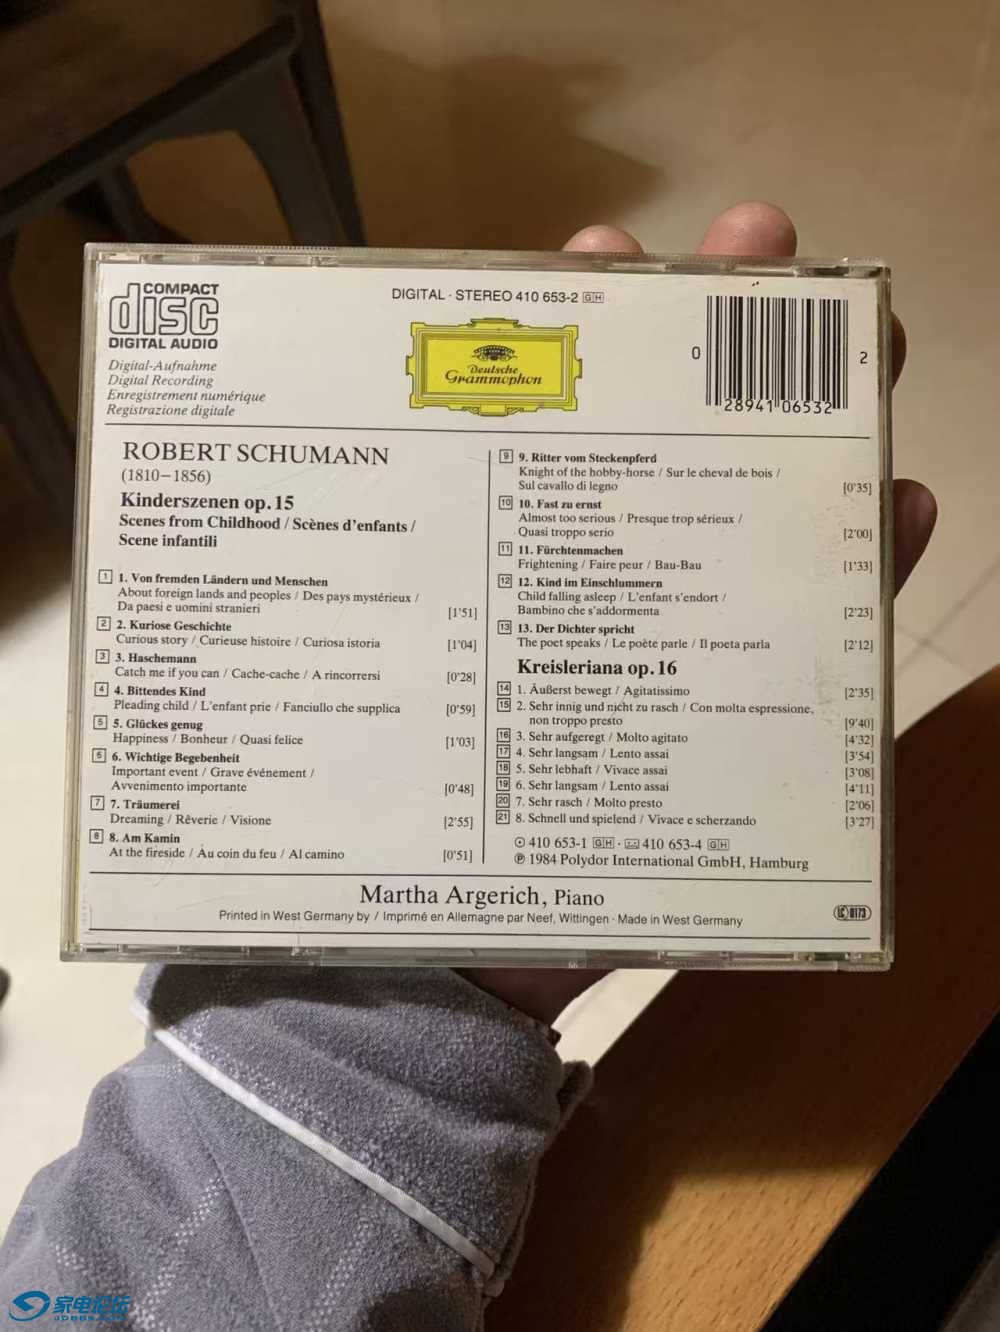 COMPACT
disc
DIGITAL AUDIO
Digital-Aufnahme
Digital Recording
Enregistrement numérique
Registrazione digitale
DIGITAL · STEREO 410 653-2 GH
Deutsche
Grammophon
0 28941 06532 2
ROBERT SCHUMANN
(1810–1856)
Kinderszenen op. 15
Scenes from Childhood / Scènes d'enfants /
Scene infantili
1 1. Von fremden Ländern und Menschen
About foreign lands and peoples / Des pays mystérieux /
Da paesi e uomini stranieri [1'51]
2 2. Kuriose Geschichte
Curious story / Curieuse histoire / Curiosa istoria [1'04]
3 3. Haschemann
Catch me if you can / Cache-cache / A rincorrersi [0'28]
4 4. Bittendes Kind
Pleading child / L'enfant prie / Fanciullo che supplica [0'59]
5 5. Glückes genug
Happiness / Bonheur / Quasi felice [1'03]
6 6. Wichtige Begebenheit
Important event / Grave événement /
Avvenimento importante [0'48]
7 7. Träumerei
Dreaming / Rêverie / Visione [2'55]
8 8. Am Kamin
At the fireside / Au coin du feu / Al camino [0'51]
9 9. Ritter vom Steckenpferd
Knight of the hobby-horse / Sur le cheval de bois /
Sul cavallo di legno [0'35]
10 10. Fast zu ernst
Almost too serious / Presque trop sérieux /
Quasi troppo serio [2'00]
11 11. Fürchtenmachen
Frightening / Faire peur / Bau-Bau [1'33]
12 12. Kind im Einschlummern
Child falling asleep / L'enfant s'endort /
Bambino che s'addormenta [2'23]
13 13. Der Dichter spricht
The poet speaks / Le poète parle / Il poeta parla [2'12]
Kreisleriana op. 16
14 1. Äußerst bewegt / Agitatissimo [2'35]
15 2. Sehr innig und nicht zu rasch / Con molta espressione,
non troppo presto [9'40]
16 3. Sehr aufgeregt / Molto agitato [4'32]
17 4. Sehr langsam / Lento assai [3'54]
18 5. Sehr lebhaft / Vivace assai [3'08]
19 6. Sehr langsam / Lento assai [4'11]
20 7. Sehr rasch / Molto presto [2'06]
21 8. Schnell und spielend / Vivace e scherzando [3'27]
410 653-1 GH · 410 653-4 GH
℗ 1984 Polydor International GmbH, Hamburg
Martha Argerich, Piano
Printed in West Germany by / Imprimé en Allemagne par Neef, Wittingen · Made in West Germany
LC 0173
家电论坛
JDBBS.COM